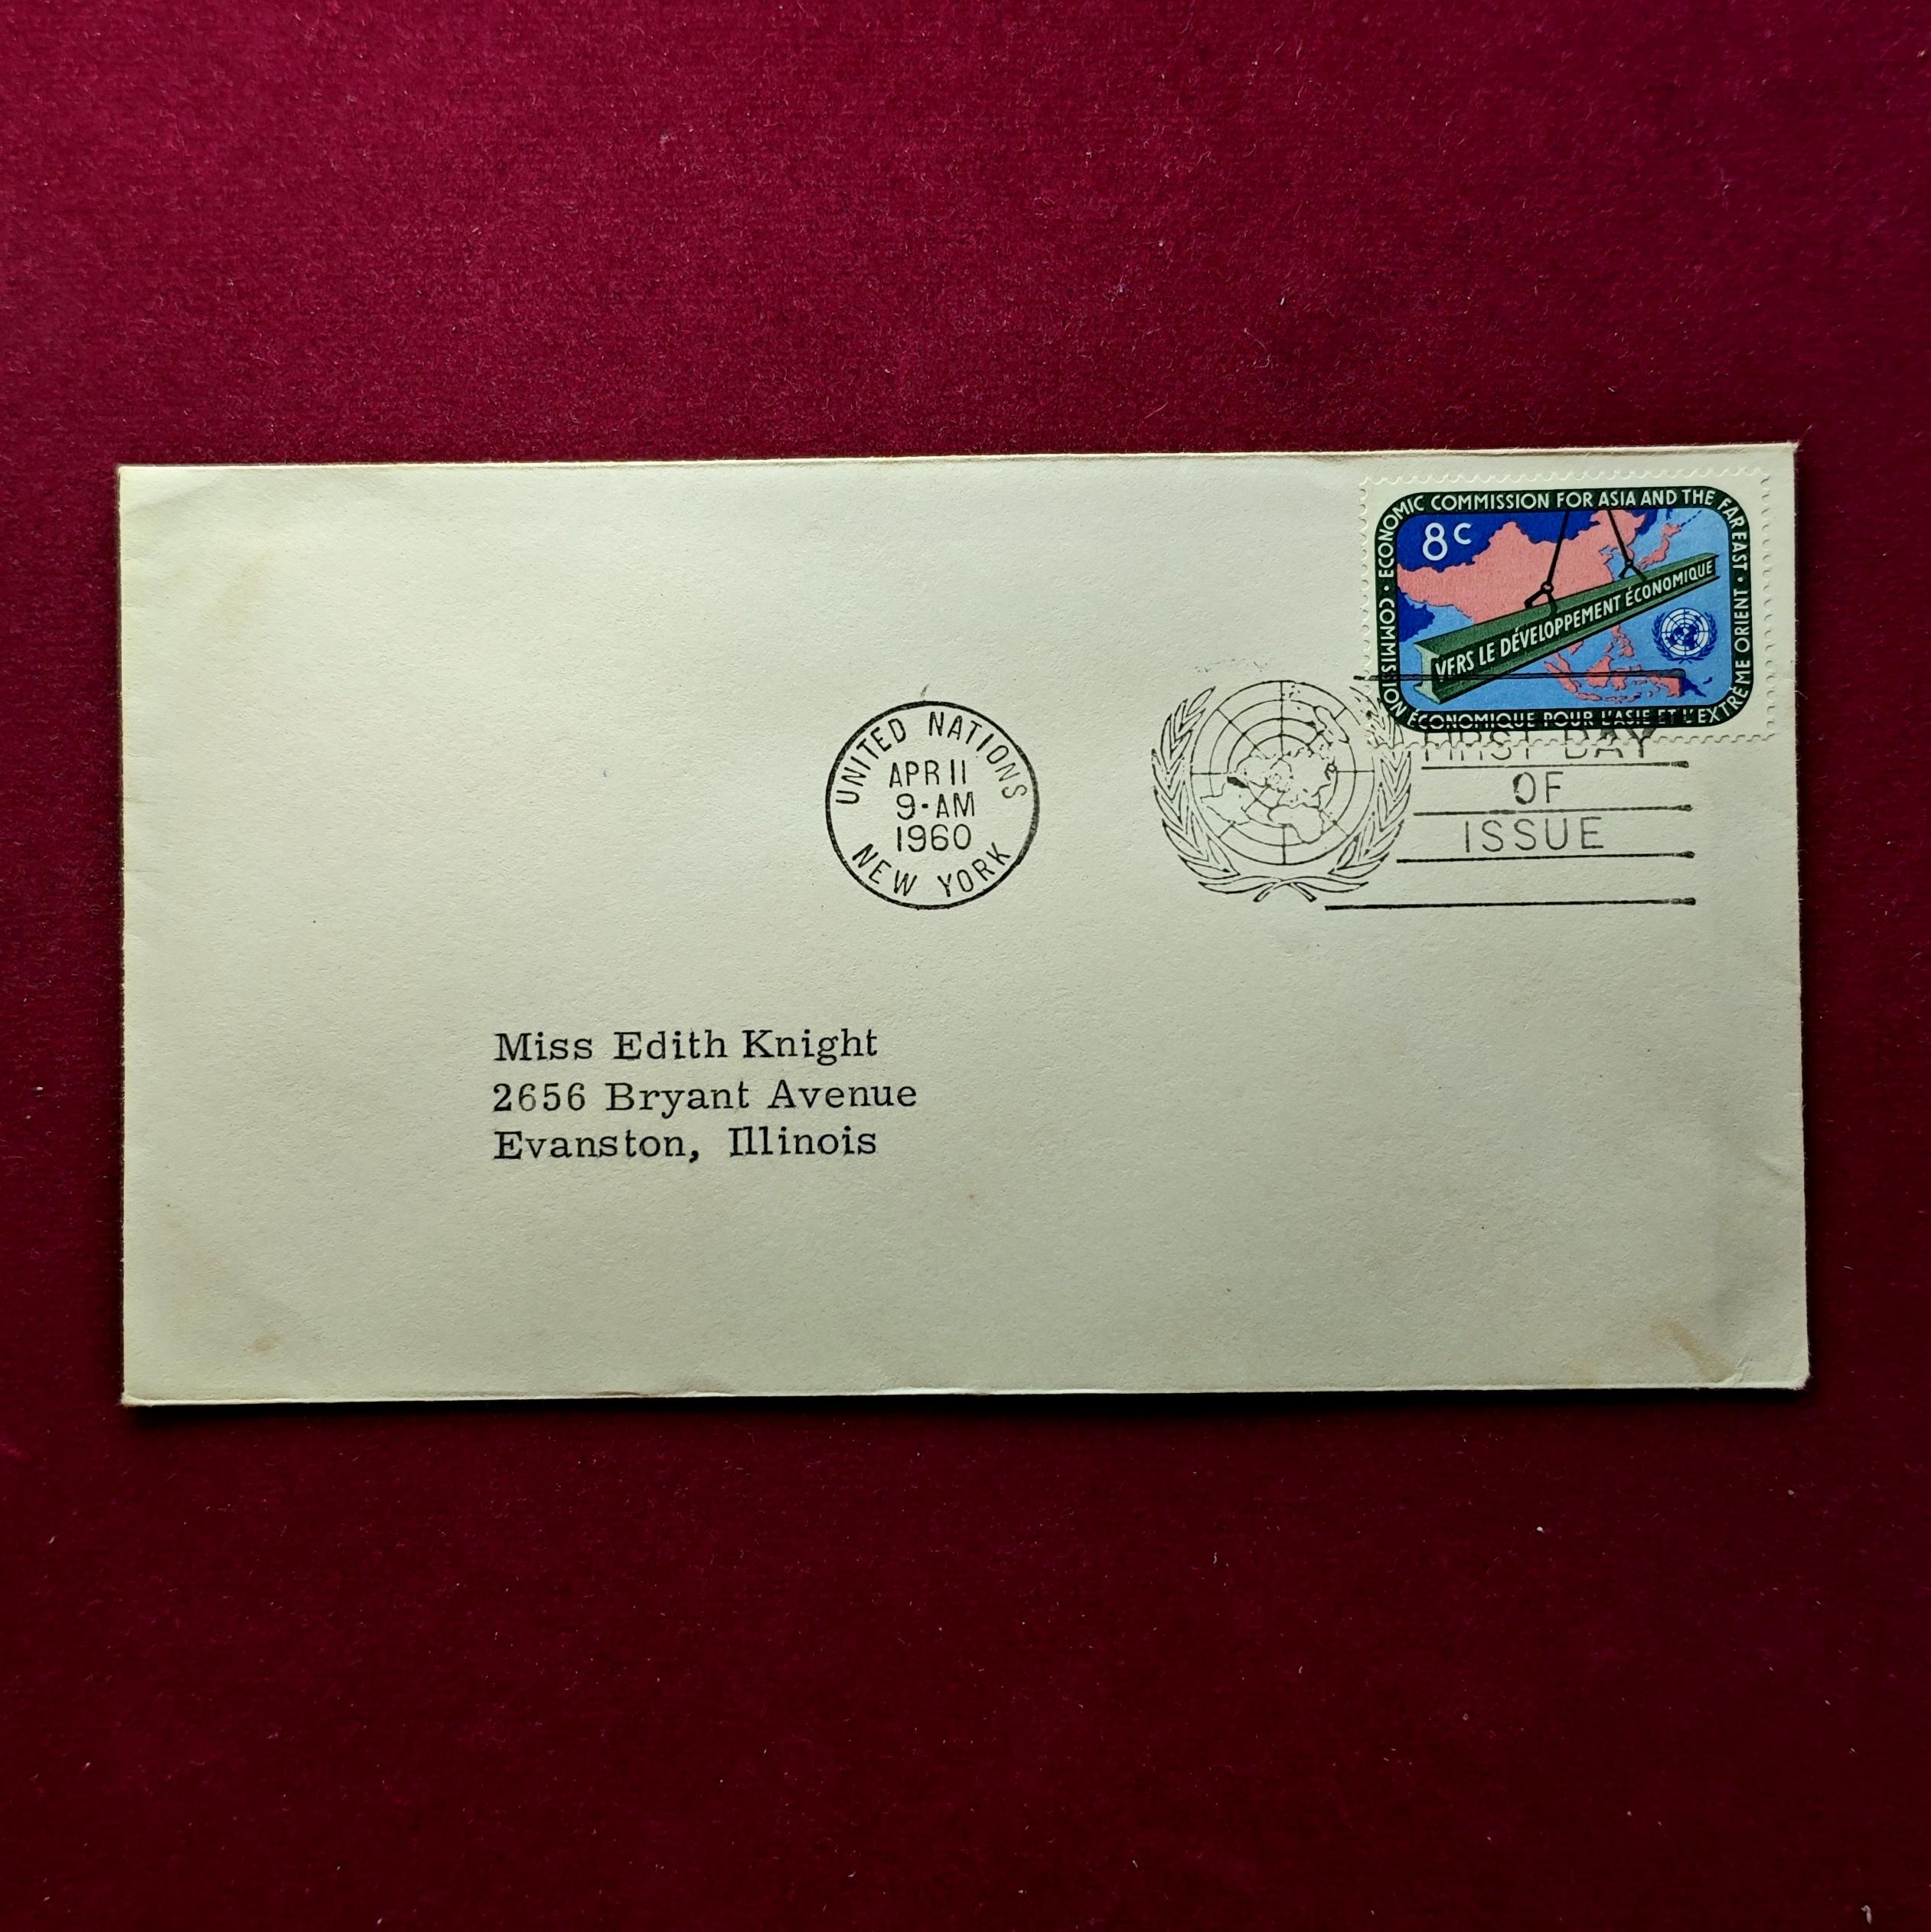 ECONOMIC COMMISSION FOR ASIA AND THE FAR EAST · COMMISSION ÉCONOMIQUE POUR L'ASIE ET L'EXTRÊME ORIENT ·
8c
VERS LE DÉVELOPPEMENT ÉCONOMIQUE
UNITED NATIONS
APR 11
9·AM
1960
NEW YORK
FIRST DAY
OF
ISSUE
Miss Edith Knight
2656 Bryant Avenue
Evanston, Illinois